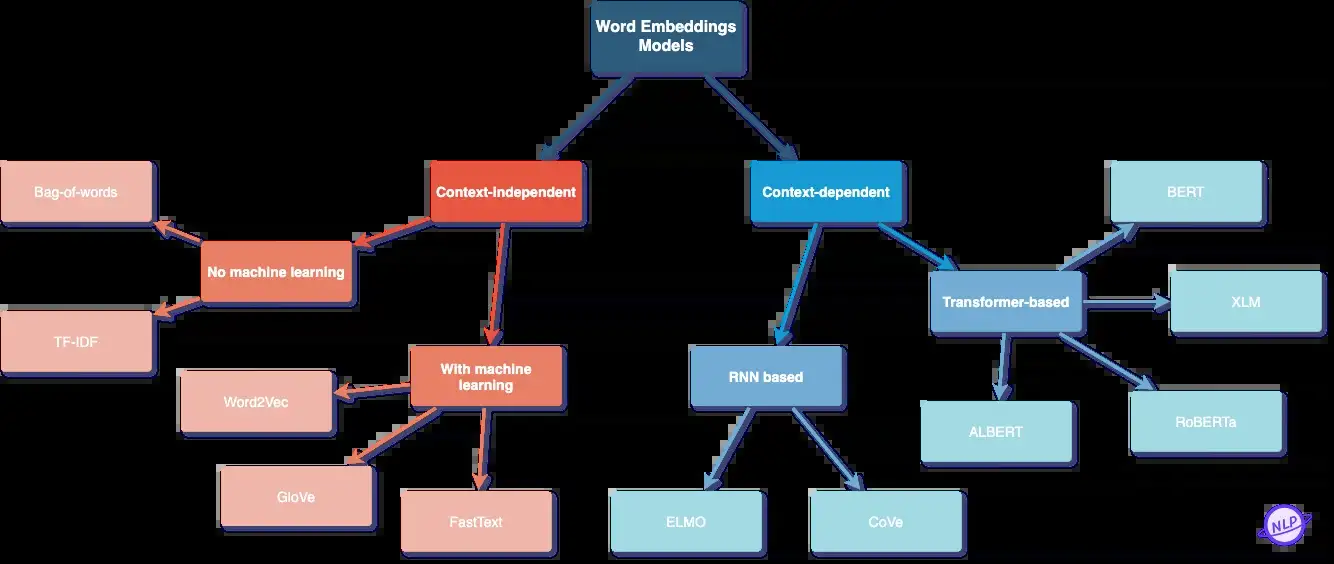 Word Embeddings
Models
Context-independent
Context-dependent
Bag-of-words
BERT
No machine learning
Transformer-based
XLM
TF-IDF
With machine
learning
RNN based
Word2Vec
ALBERT
RoBERTa
GloVe
FastText
ELMO
CoVe
NLP